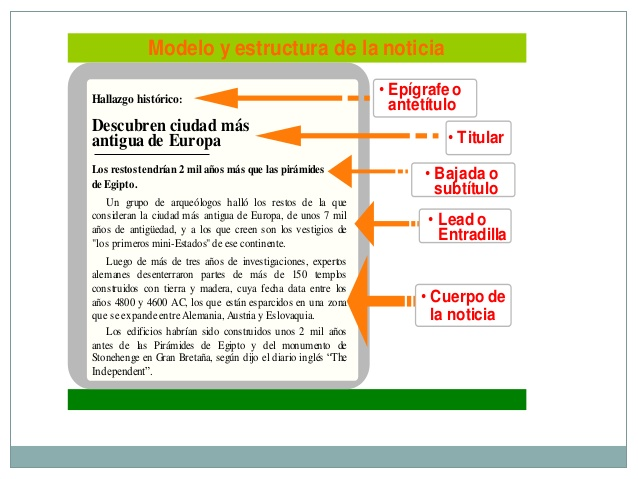 Modelo y estructura de la noticia
Hallazgo histórico:
• Epígrafe o
antetítulo
Descubren ciudad más
antigua de Europa
• Titular
Los restos tendrían 2 mil años más que las pirámides
de Egipto.
• Bajada o
subtítulo
Un grupo de arqueólogos halló los restos de la que
consideran la ciudad más antigua de Europa, de unos 7 mil
años de antigüedad, y a los que creen son los vestigios de
"los primeros mini-Estados" de ese continente.
• Lead o
Entradilla
Luego de más de tres años de investigaciones, expertos
alemanes desenterraron partes de más de 150 templos
construidos con tierra y madera, cuya fecha data entre los
años 4800 y 4600 AC, los que están esparcidos en una zona
que se expande entre Alemania, Austria y Eslovaquia.
Los edificios habrían sido construidos unos 2 mil años
antes de las Pirámides de Egipto y del monumento de
Stonehenge en Gran Bretaña, según dijo el diario inglés “The
Independent”.
• Cuerpo de
la noticia